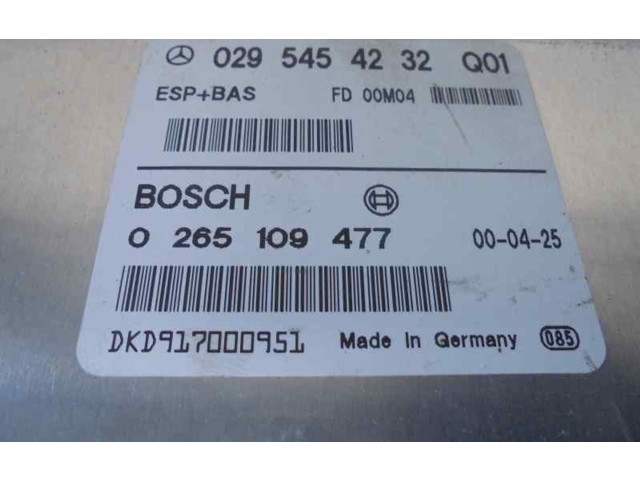 029 545 42 32 Q01
ESP+BAS FD 00M04
BOSCH
0 265 109 477 00-04-25
DKD917000951 Made In Germany 085